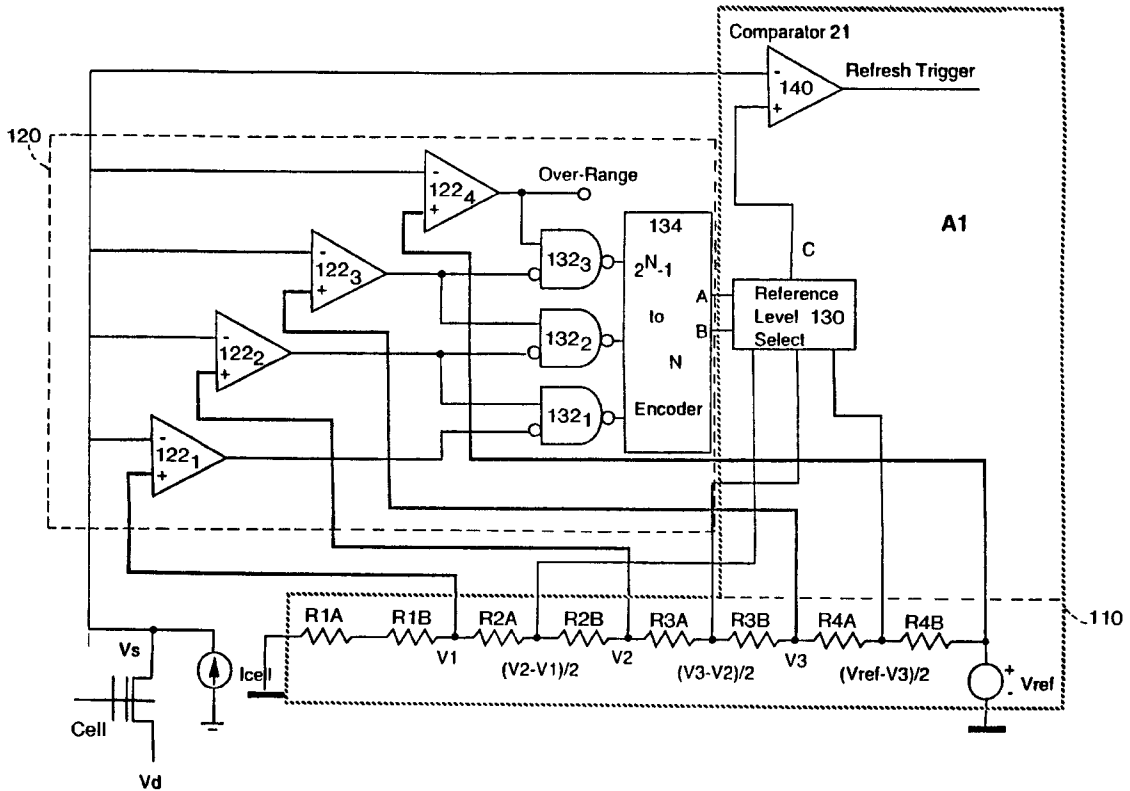 Comparator 21
-
140
+
Refresh Trigger
120
-
122₄
+
Over-Range
134
A1
-
122₃
+
132₃
2^N-1
C
A
Reference
to
Level 130
B
Select
-
122₂
+
132₂
N
-
122₁
+
132₁
Encoder
R1A R1B R2A R2B R3A R3B R4A R4B
110
Vs
V1
V2
V3
Icell
(V2-V1)/2
(V3-V2)/2
(Vref-V3)/2
+
-
Vref
Cell
Vd